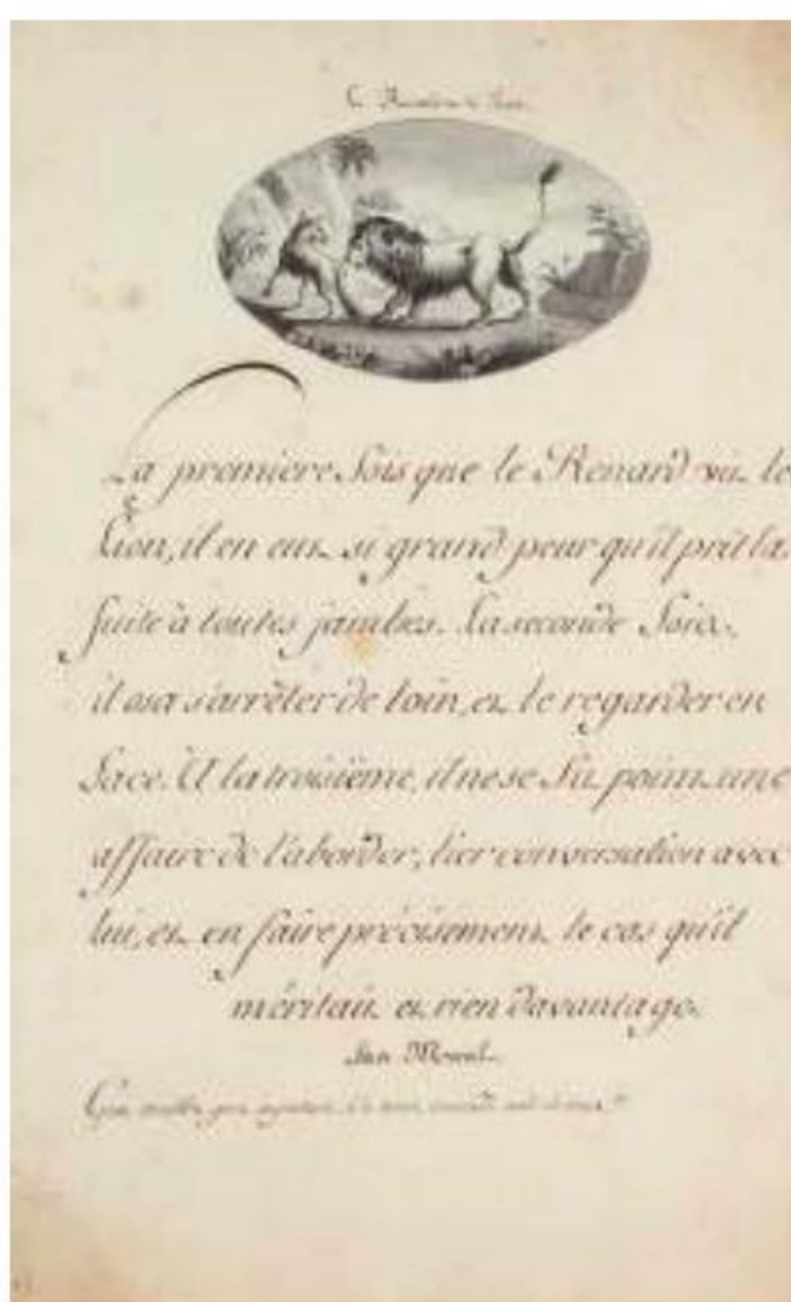 La premiere fois que le Renard vit le
Lion, il en eut si grand peur qu'il prit la
fuite à toutes jambes. La seconde fois
il osa s'arrêter de loin, et le regarder en
face. A la troisième, il ne se fit point une
affaire de l'aborder, lier conversation avec
lui, et en faire précisément le cas qu'il
méritait et rien davantage.